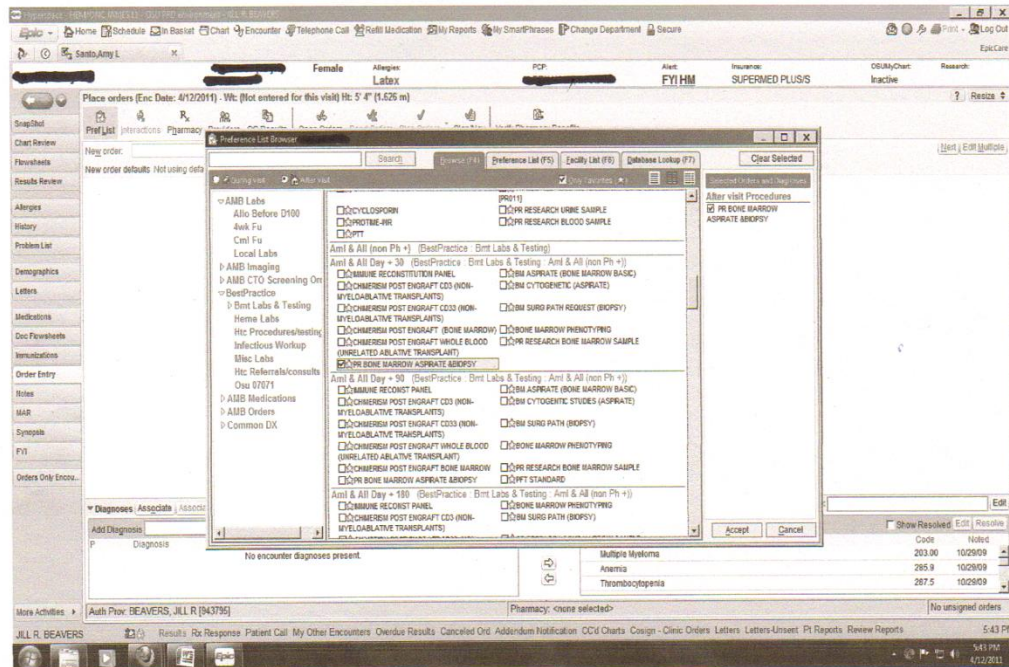 Epic Home Schedule In Basket Chart Encounter Telephone Call Refill Medication My Reports My SmartPhrases Change Department Secure Print Log Out
Santo,Amy L EpicCare
Female Allergies: Latex PCP: Alert: FYI HM Insurance: SUPERMED PLUS/S OSUMyChart: Inactive Research:
Place orders (Enc Date: 4/12/2011) - Wt: (Not entered for this visit) Ht: 5' 4" (1.626 m) ? Resize
SnapShot
Chart Review
Flowsheets
Results Review
Allergies
History
Problem List
Demographics
Letters
Medications
Doc Flowsheets
Immunizations
Order Entry
Notes
MAR
Synopsis
FYI
Orders Only Encou...
More Activities
Pref List Interactions Pharmacy
New order:
New order defaults Not using defa
Next Edit Multiple
Preference List Browser
Search Browse (F4) Preference List (F5) Facility List (F6) Database Lookup (F7) Clear Selected
During visit After visit Only Favorites
AMB Labs
Allo Before D100
4wk Fu
Cml Fu
Local Labs
AMB Imaging
AMB CTO Screening Orr
BestPractice
Bmt Labs & Testing
Heme Labs
Htc Procedures/testing
Infectious Workup
Misc Labs
Htc Referrals/consults
Osu 07071
AMB Medications
AMB Orders
Common DX
[PR011]
CYCLOSPORIN PR RESEARCH URINE SAMPLE
PROTIME-INR PR RESEARCH BLOOD SAMPLE
PTT
Aml & All (non Ph +) (BestPractice : Bmt Labs & Testing)
Aml & All Day + 30 (BestPractice : Bmt Labs & Testing : Aml & All (non Ph +))
IMMUNE RECONSTITUTION PANEL BM ASPIRATE (BONE MARROW BASIC)
CHIMERISM POST ENGRAFT CD3 (NON- BM CYTOGENETIC (ASPIRATE)
MYELOABLATIVE TRANSPLANTS)
CHIMERISM POST ENGRAFT CD33 (NON- BM SURG PATH REQUEST (BIOPSY)
MYELOABLATIVE TRANSPLANTS)
CHIMERISM POST ENGRAFT (BONE MARROW) BONE MARROW PHENOTYPING
CHIMERISM POST ENGRAFT WHOLE BLOOD PR RESEARCH BONE MARROW SAMPLE
(UNRELATED ABLATIVE TRANSPLANT)
PR BONE MARROW ASPIRATE &BIOPSY
Aml & All Day + 90 (BestPractice : Bmt Labs & Testing : Aml & All (non Ph +))
IMMUNE RECONST PANEL BM ASPIRATE (BONE MARROW BASIC)
CHIMERISM POST ENGRAFT CD3 (NON- BM CYTOGENTIC STUDIES (ASPIRATE)
MYELOABLATIVE TRANSPLANTS)
CHIMERISM POST ENGRAFT CD33 (NON- BM SURG PATH (BIOPSY)
MYELOABLATIVE TRANSPLANTS)
CHIMERISM POST ENGRAFT WHOLE BLOOD BONE MARROW PHENOTYPING
(UNRELATED ABLATIVE TRANSPLANT)
CHIMERISM POST ENGRAFT BONE MARROW PR RESEARCH BONE MARROW SAMPLE
PR BONE MARROW ASPIRATE &BIOPSY PFT STANDARD
Aml & All Day + 180 (BestPractice : Bmt Labs & Testing : Aml & All (non Ph +))
IMMUNE RECONST PANEL BONE MARROW PHENOTYPING
CHIMERISM POST ENGRAFT CD3 (NON- BM SURG PATH (BIOPSY)
MYELOABLATIVE TRANSPLANTS)
Selected Orders and Diagnoses
After visit Procedures
PR BONE MARROW
ASPIRATE &BIOPSY
Accept Cancel
Diagnoses Associate Edit
Add Diagnosis Show Resolved Edit Resolve
P Diagnosis Code Noted
No encounter diagnoses present.
Multiple Myeloma 203.00 10/29/09
Anemia 285.9 10/29/09
Thrombocytopenia 287.5 10/29/09
Auth Prov: BEAVERS, JILL R [943795] Pharmacy: <none selected> No unsigned orders
JILL R. BEAVERS Results Rx Response Patient Call My Other Encounters Overdue Results Canceled Ord Addendum Notification CC'd Charts Cosign - Clinic Orders Letters Letters-Unsent Pt Reports Review Reports 5:43 P
Epic 5:43 PM
4/12/2011